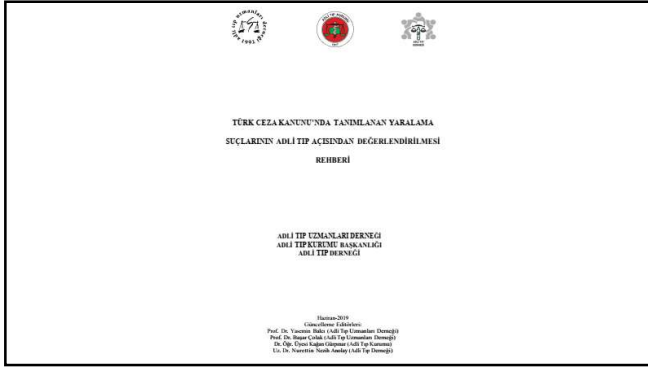 TÜRK CEZA KANUNU'NDA TANIMLANAN YARALAMA
SUÇLARININ ADLİ TIP AÇISINDAN DEĞERLENDİRİLMESİ
REHBERİ
ADLİ TIP UZMANLARI DERNEĞİ
ADLİ TIP KURUMU BAŞKANLIĞI
ADLİ TIP DERNEĞİ
Haziran-2019
Güncelleme Editörleri:
Prof. Dr. Yasemin Balcı (Adli Tıp Uzmanları Derneği)
Prof. Dr. Başar Çolak (Adli Tıp Uzmanları Derneği)
Dr. Öğr. Üyesi Kağan Gürpınar (Adli Tıp Kurumu)
Uz. Dr. Nurettin Nezih Anolay (Adli Tıp Derneği)